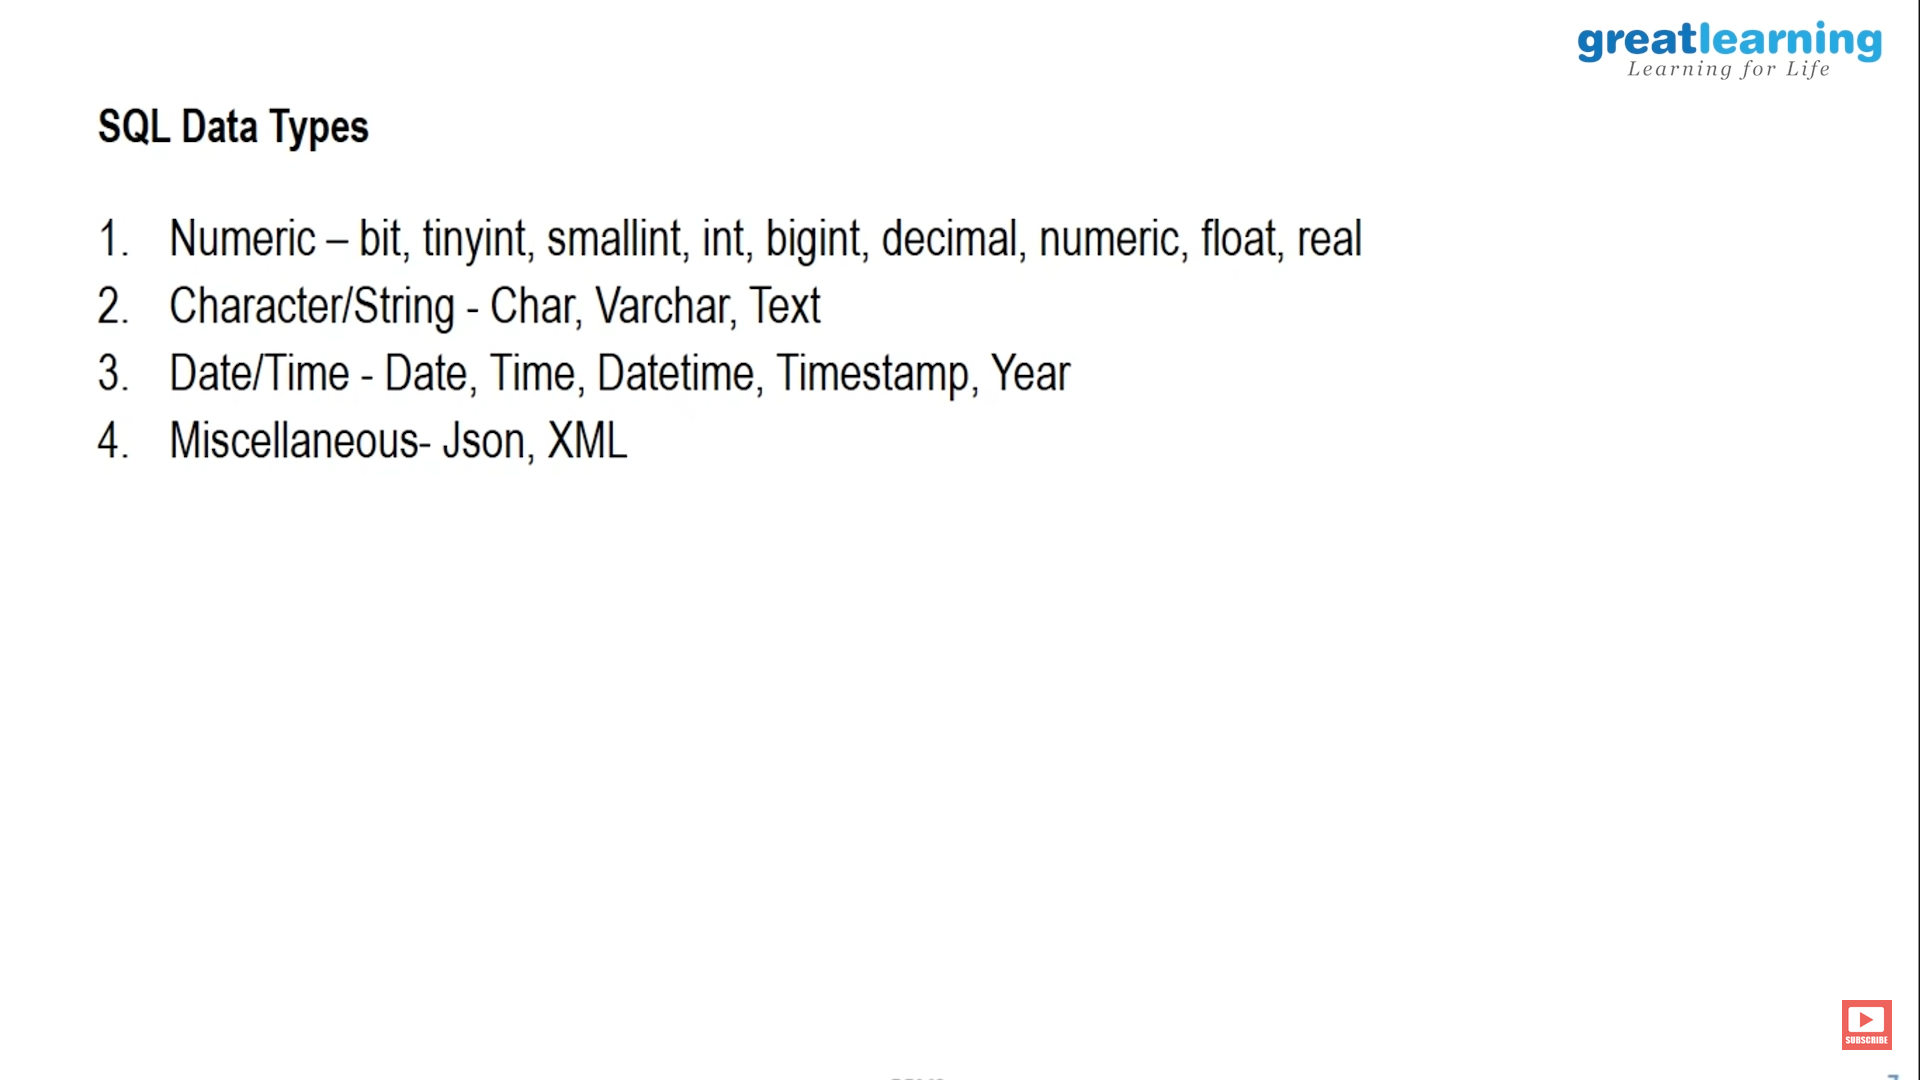 greatlearning
Learning for Life
SQL Data Types
1. Numeric – bit, tinyint, smallint, int, bigint, decimal, numeric, float, real
2. Character/String - Char, Varchar, Text
3. Date/Time - Date, Time, Datetime, Timestamp, Year
4. Miscellaneous- Json, XML
SUBSCRIBE